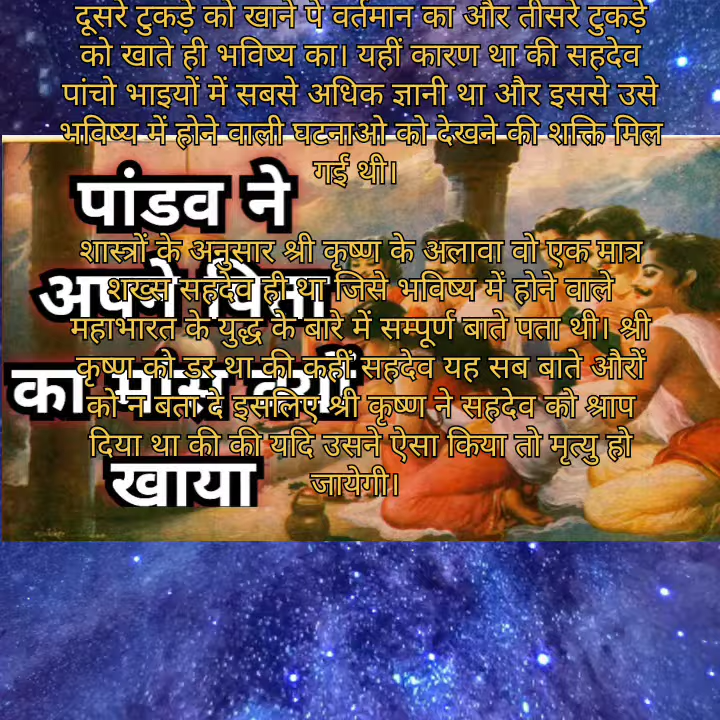 दूसरे टुकड़े को खाने पे वर्तमान का और तीसरे टुकड़े
को खाते ही भविष्य का। यहीं कारण था की सहदेव
पांचो भाइयों में सबसे अधिक ज्ञानी था और इससे उसे
भविष्य में होने वाली घटनाओ को देखने की शक्ति मिल
गई थी।
शास्त्रों के अनुसार श्री कृष्ण के अलावा वो एक मात्र
शख्स सहदेव ही था जिसे भविष्य में होने वाले
महाभारत के युद्ध के बारे में सम्पूर्ण बाते पता थी। श्री
कृष्ण को डर था की कहीं सहदेव यह सब बाते औरों
को न बता दे इसलिए श्री कृष्ण ने सहदेव को श्राप
दिया था की की यदि उसने ऐसा किया तो मृत्यु हो
जायेगी।
पांडव ने
अपने पिता
का मांस क्यों
खाया